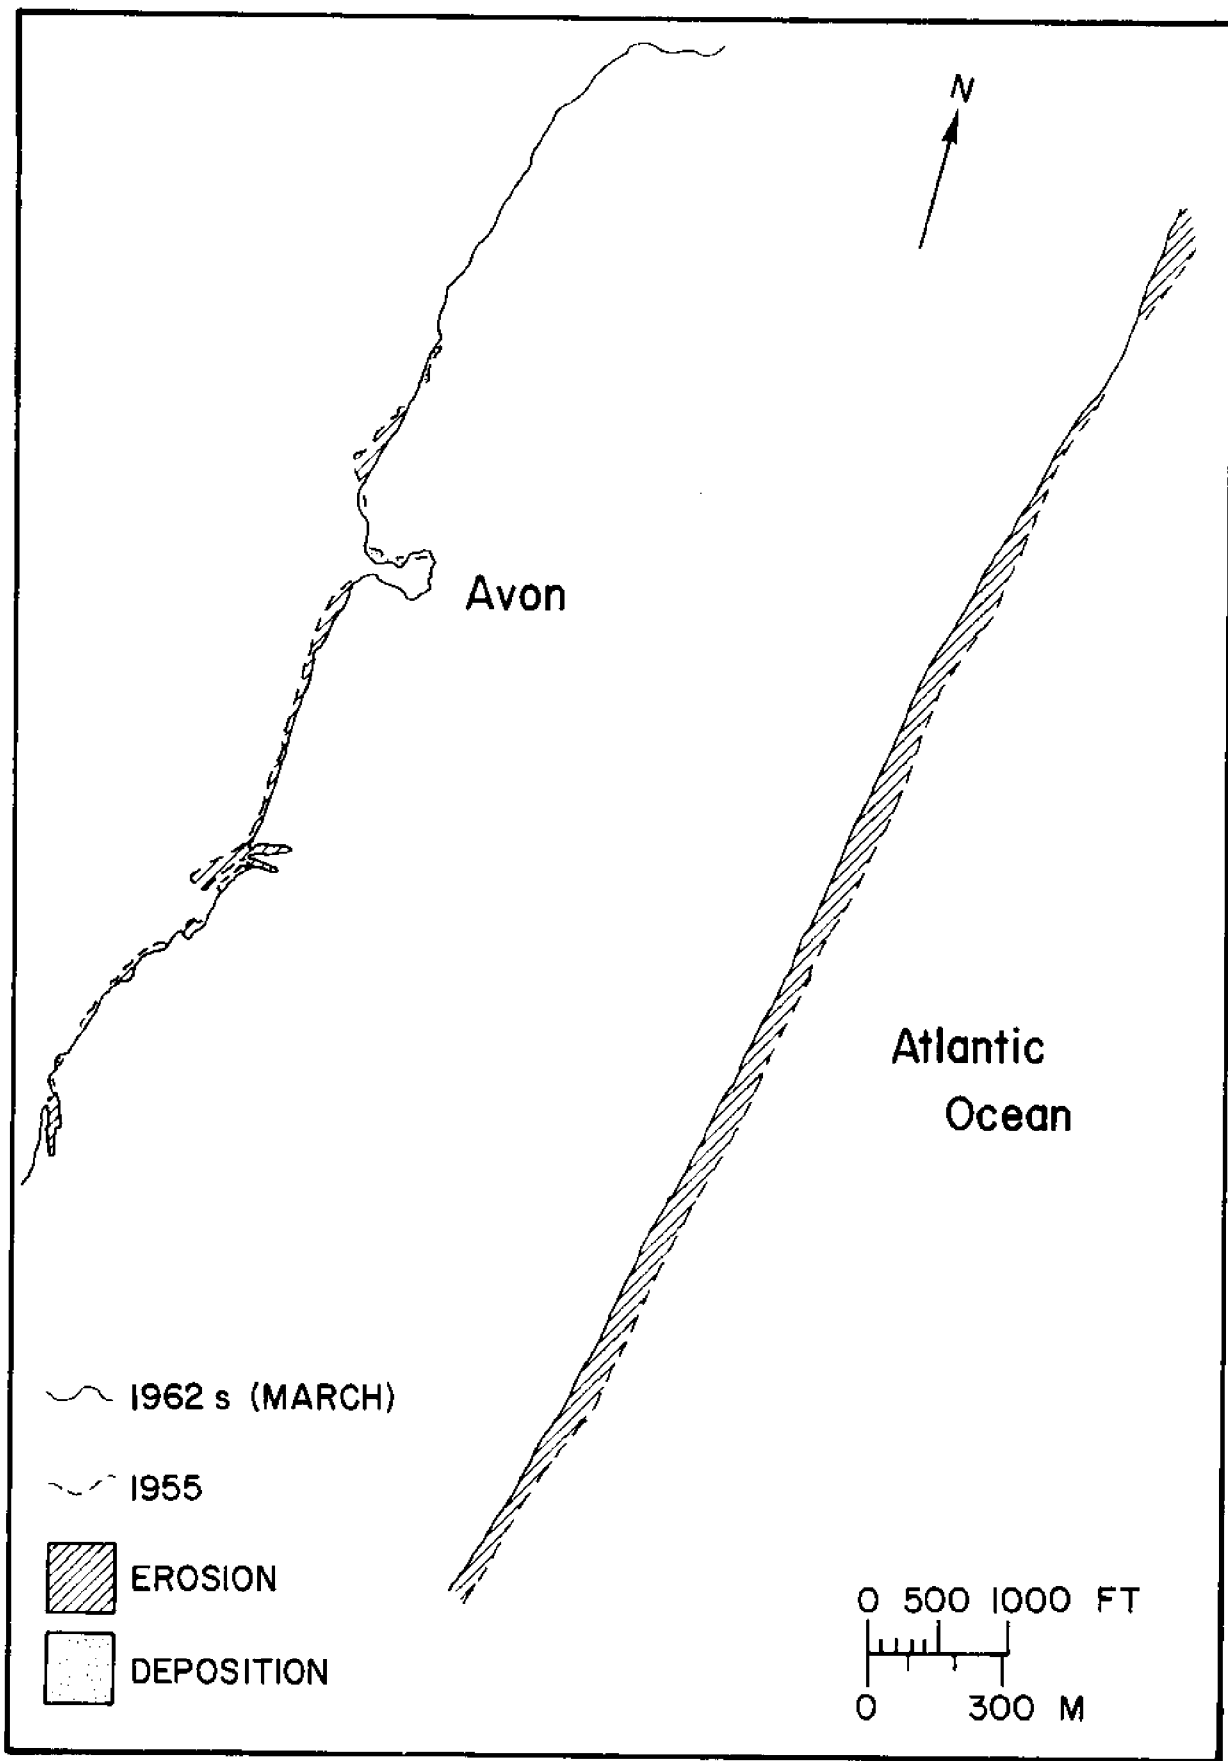 N
Avon
Atlantic
Ocean
1962 s (MARCH)
1955
EROSION
DEPOSITION
0 500 1000 FT
0 300 M